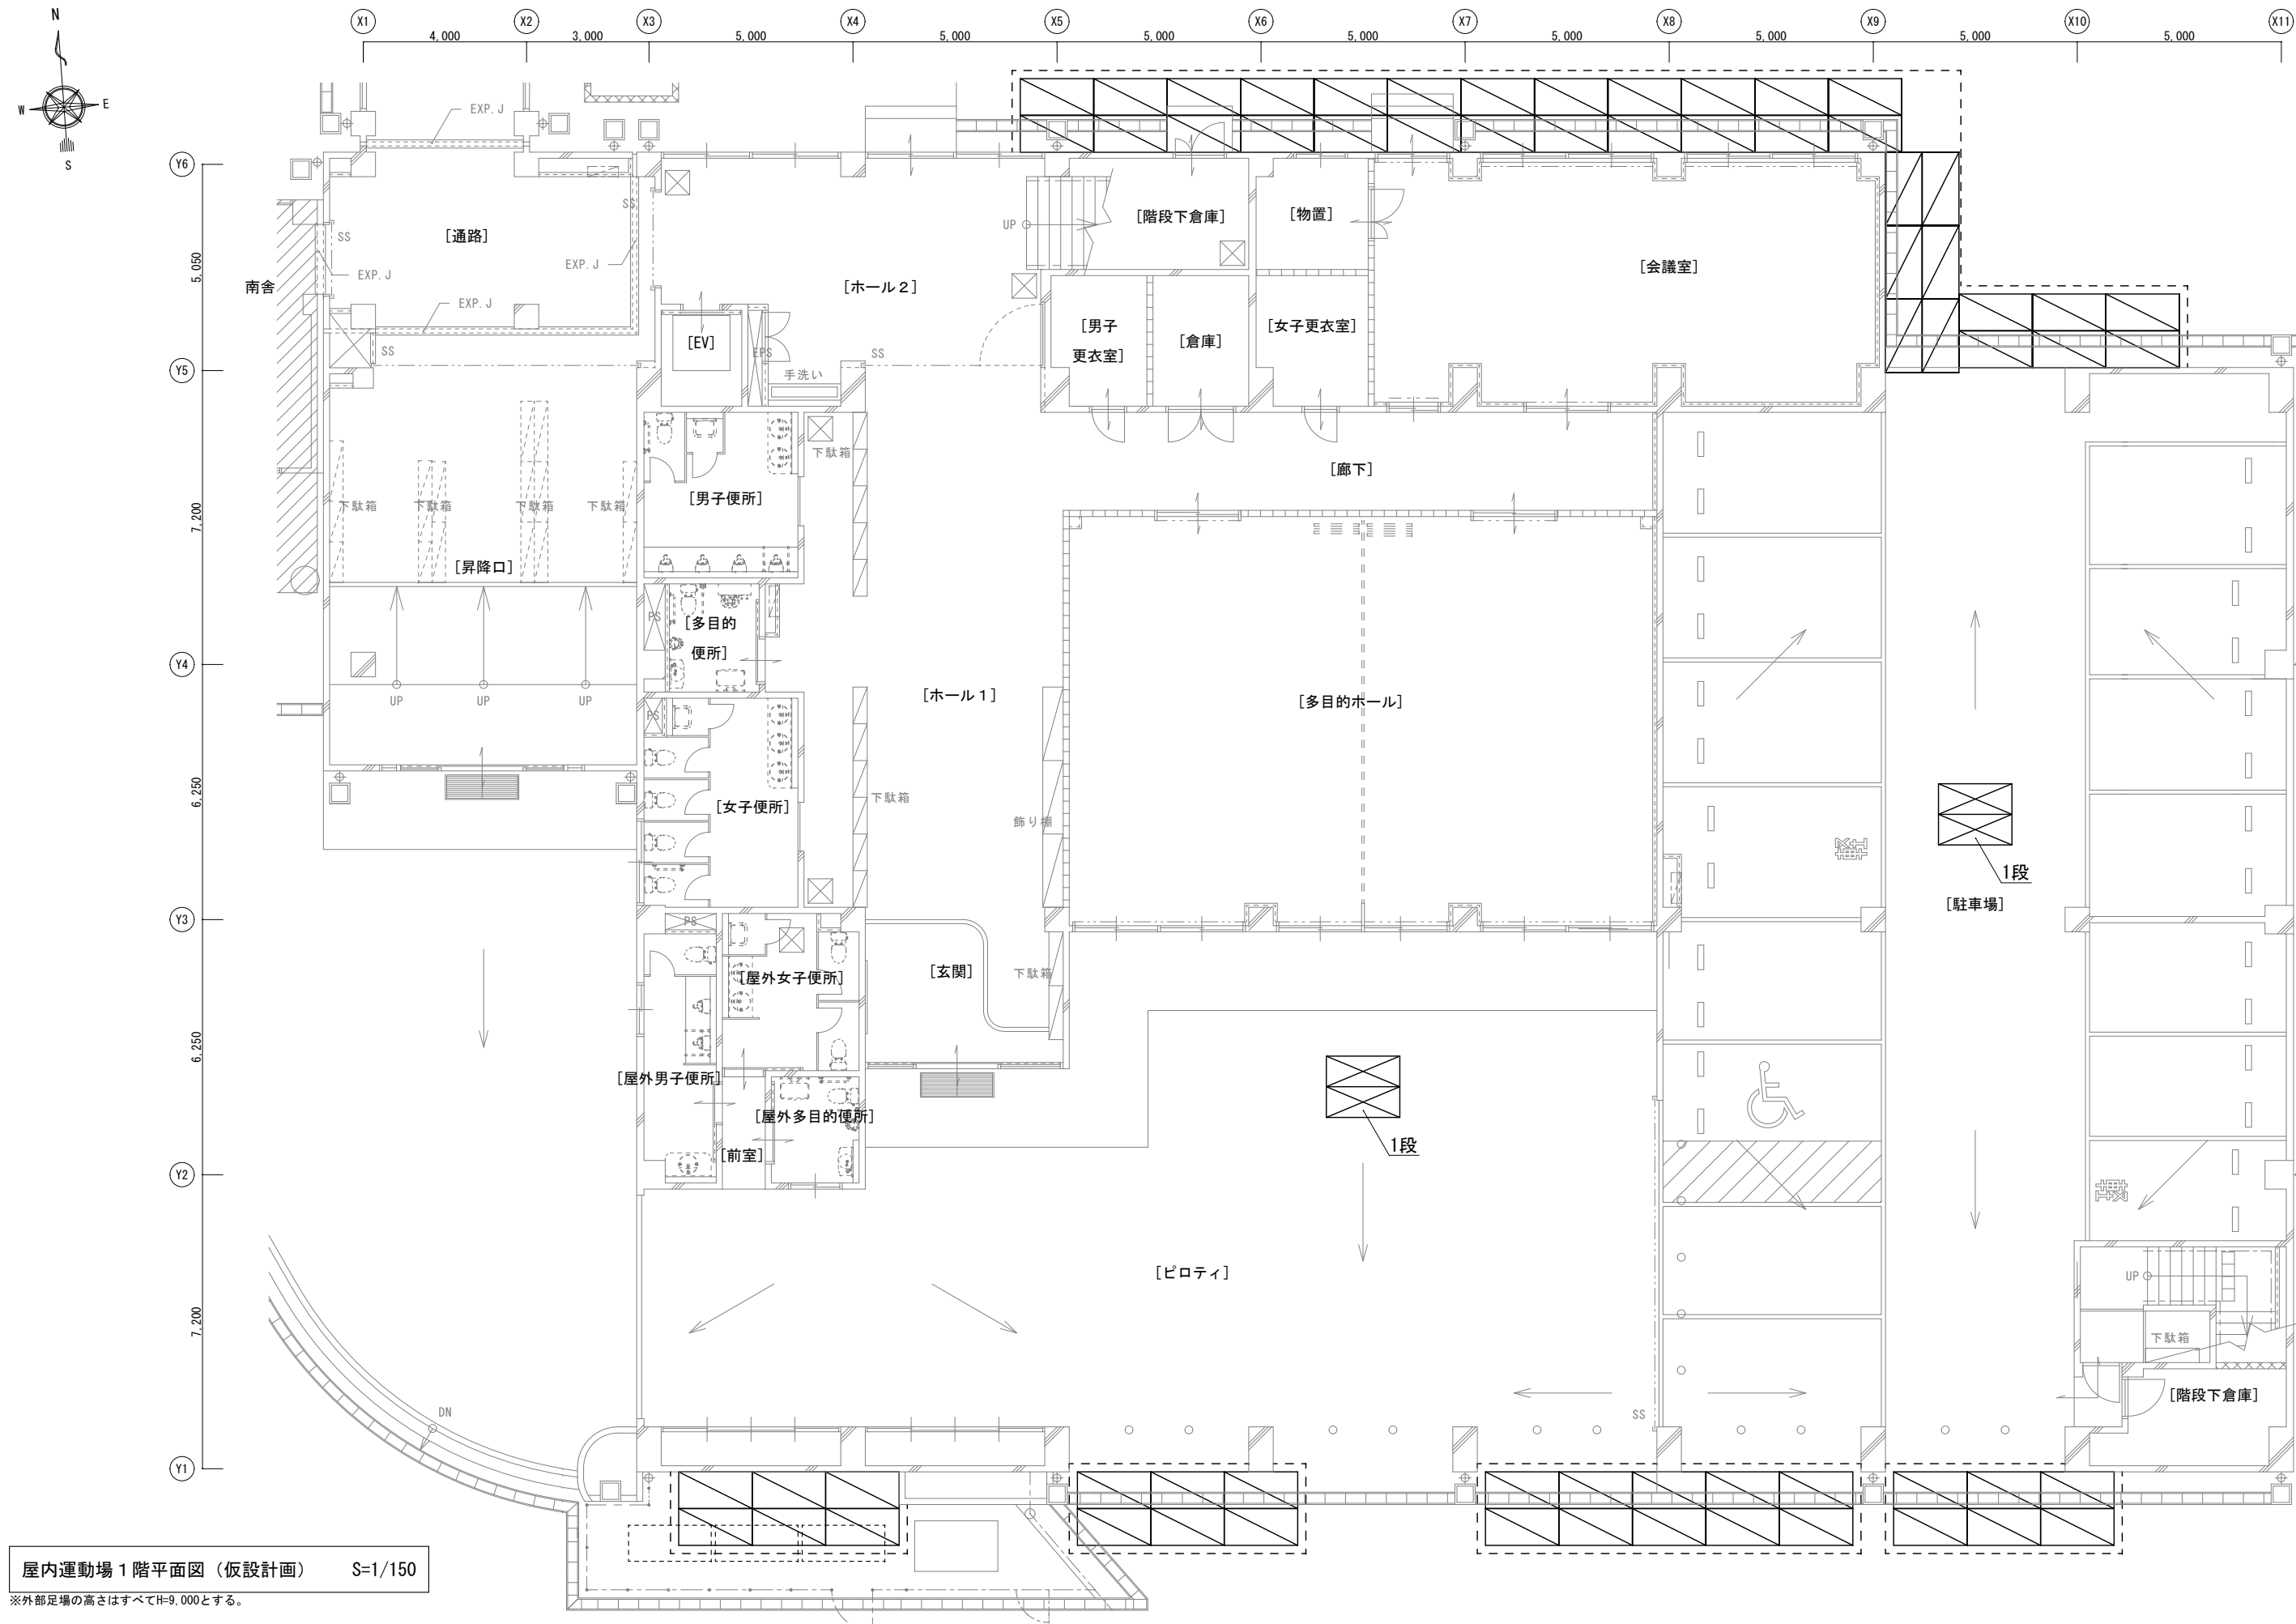 N
W E
S
X1 X2 X3 X4 X5 X6 X7 X8 X9 X10 X11
4,000 3,000 5,000 5,000 5,000 5,000 5,000 5,000 5,000 5,000
EXP.J
Y6
SS
[通路]
SS
EXP.J
EXP.J
EXP.J
南舎
5,050
SS
Y5
[ホール２]
UP
[階段下倉庫]
[物置]
[会議室]
[EV]
EPS
手洗い
SS
[男子
更衣室]
[倉庫]
[女子更衣室]
下駄箱
[廊下]
[男子便所]
下駄箱 下駄箱 下駄箱 下駄箱
7,200
[昇降口]
PS
[多目的
便所]
Y4
UP UP UP
PS
[ホール１]
[多目的ホール]
6,250
[女子便所]
下駄箱
飾り棚
軽
1段
[駐車場]
Y3
PS
[屋外女子便所]
[玄関]
下駄箱
6,250
[屋外男子便所]
[屋外多目的便所]
[前室]
1段
Y2
軽
[ピロティ]
UP
7,200
下駄箱
[階段下倉庫]
DN
SS
Y1
屋内運動場１階平面図（仮設計画） S=1/150
※外部足場の高さはすべてH=9,000とする。